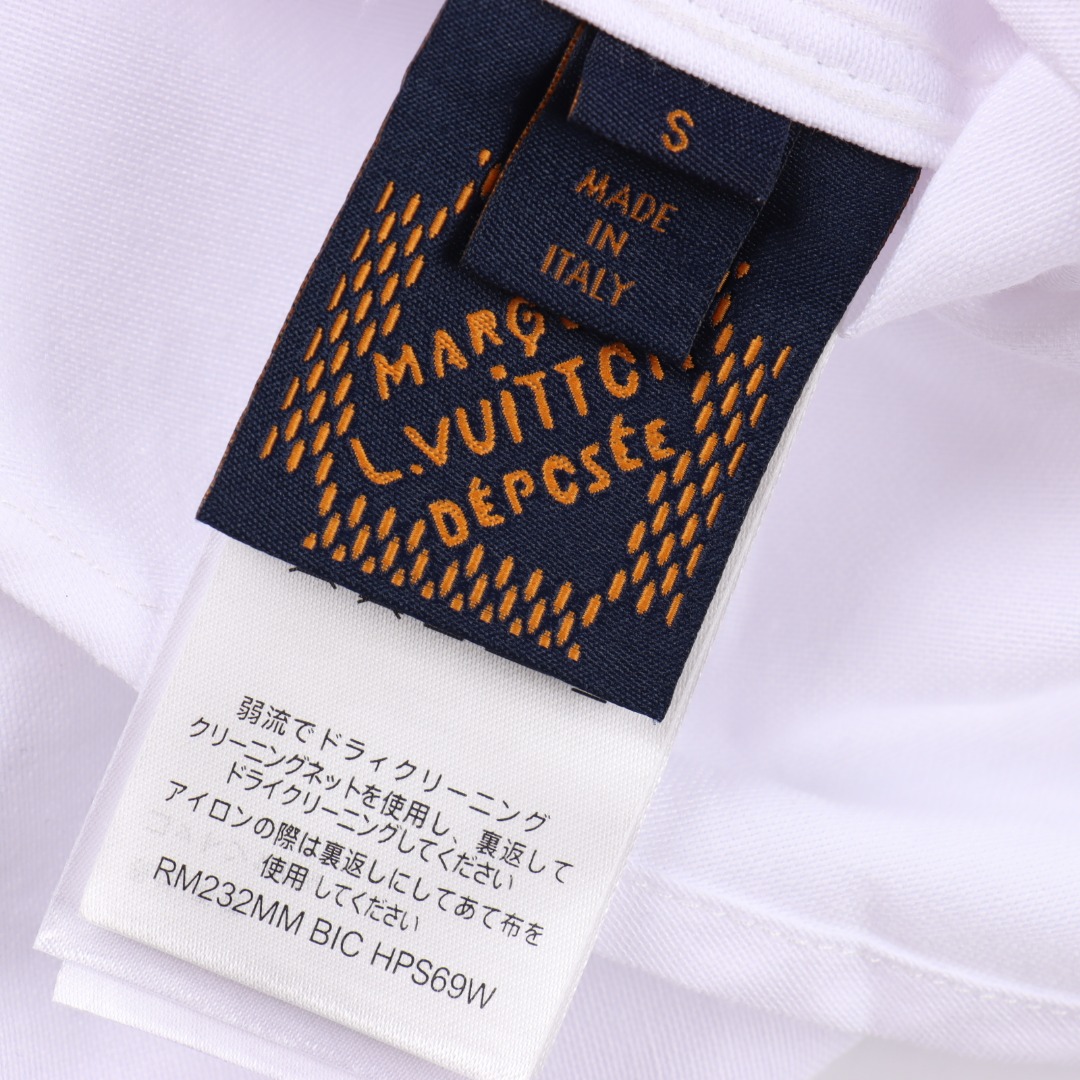 S
MADE
IN
ITALY
L.VUiTTON
DÉPOSÉE
弱流でドライクリーニング
クリーニングネットを使用し、裏返して
ドライクリーニングしてください
アイロンの際は裏返しにしてあて布を
使用してください
RM232MM BIC HPS69W